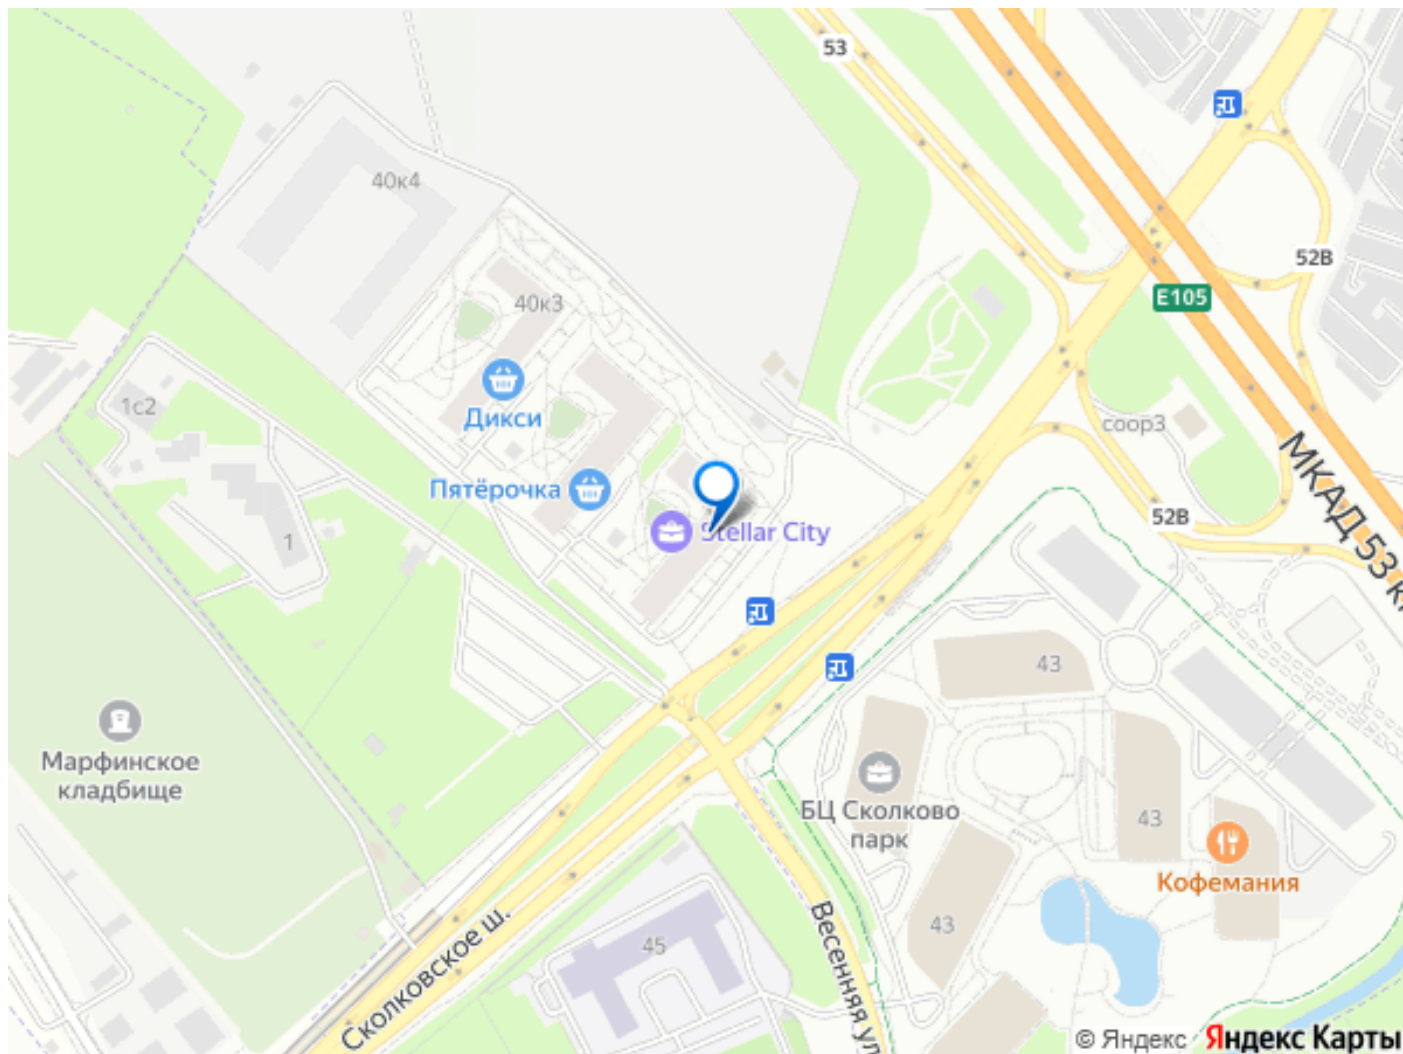 53
40к4
52В
Е105
40к3
Дикси
1с2
соор3
Пятёрочка
Stellar City
1
52В
МКАД 53 к
43
Марфинское
кладбище
БЦ Сколково
парк
43
Кофемания
43
45
Весенняя ул
Сколковское ш.
© Яндекс Яндекс Карты